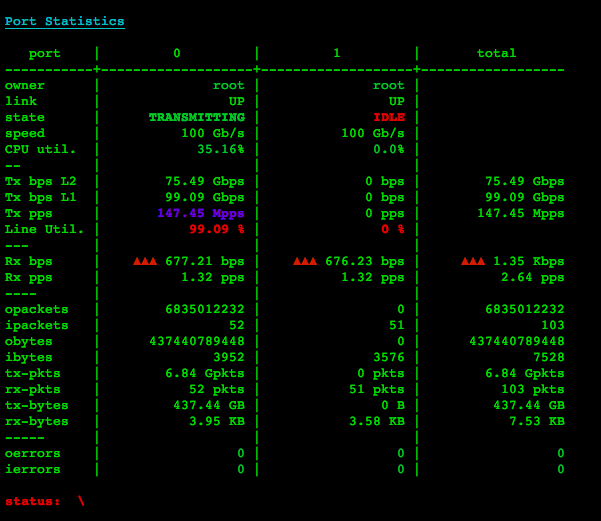 Port Statistics
port | 0 | 1 | total
-----------+--------------------+-------------------+------------------
owner | root | root |
link | UP | UP |
state | TRANSMITTING | IDLE |
speed | 100 Gb/s | 100 Gb/s |
CPU util. | 35.16% | 0.0% |
-- | | |
Tx bps L2 | 75.49 Gbps | 0 bps | 75.49 Gbps
Tx bps L1 | 99.09 Gbps | 0 bps | 99.09 Gbps
Tx pps | 147.45 Mpps | 0 pps | 147.45 Mpps
Line Util. | 99.09 % | 0 % |
--- | | |
Rx bps | ▲▲▲ 677.21 bps | ▲▲▲ 676.23 bps | ▲▲▲ 1.35 Kbps
Rx pps | 1.32 pps | 1.32 pps | 2.64 pps
---- | | |
opackets | 6835012232 | 0 | 6835012232
ipackets | 52 | 51 | 103
obytes | 437440789448 | 0 | 437440789448
ibytes | 3952 | 3576 | 7528
tx-pkts | 6.84 Gpkts | 0 pkts | 6.84 Gpkts
rx-pkts | 52 pkts | 51 pkts | 103 pkts
tx-bytes | 437.44 GB | 0 B | 437.44 GB
rx-bytes | 3.95 KB | 3.58 KB | 7.53 KB
----- | | |
oerrors | 0 | 0 | 0
ierrors | 0 | 0 | 0
status: \